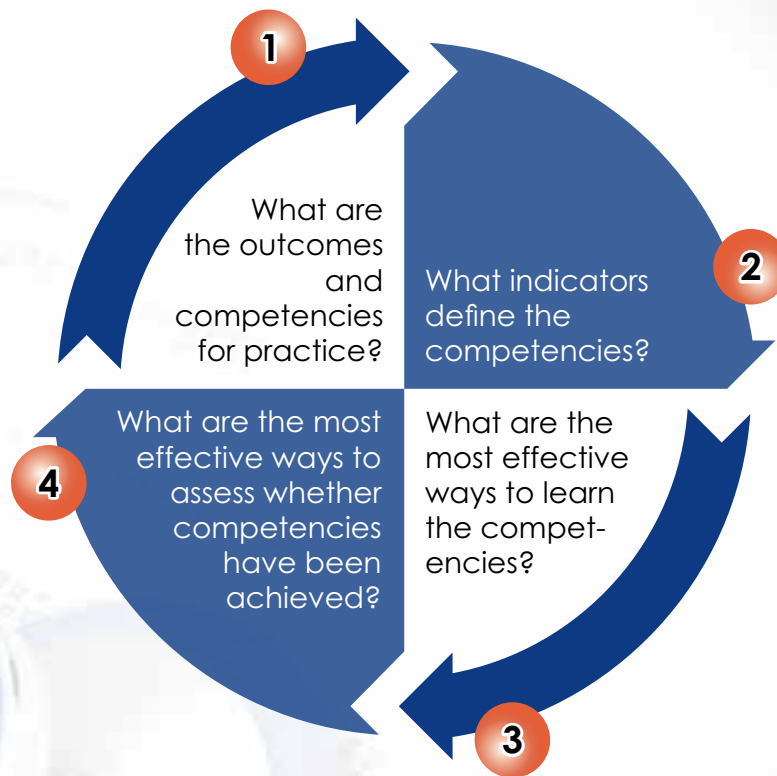 1
What are
the outcomes
and
competencies
for practice?
2
What indicators
define the
competencies?
3
What are the
most effective
ways to learn
the compet-
encies?
4
What are the most
effective ways to
assess whether
competencies
have been
achieved?